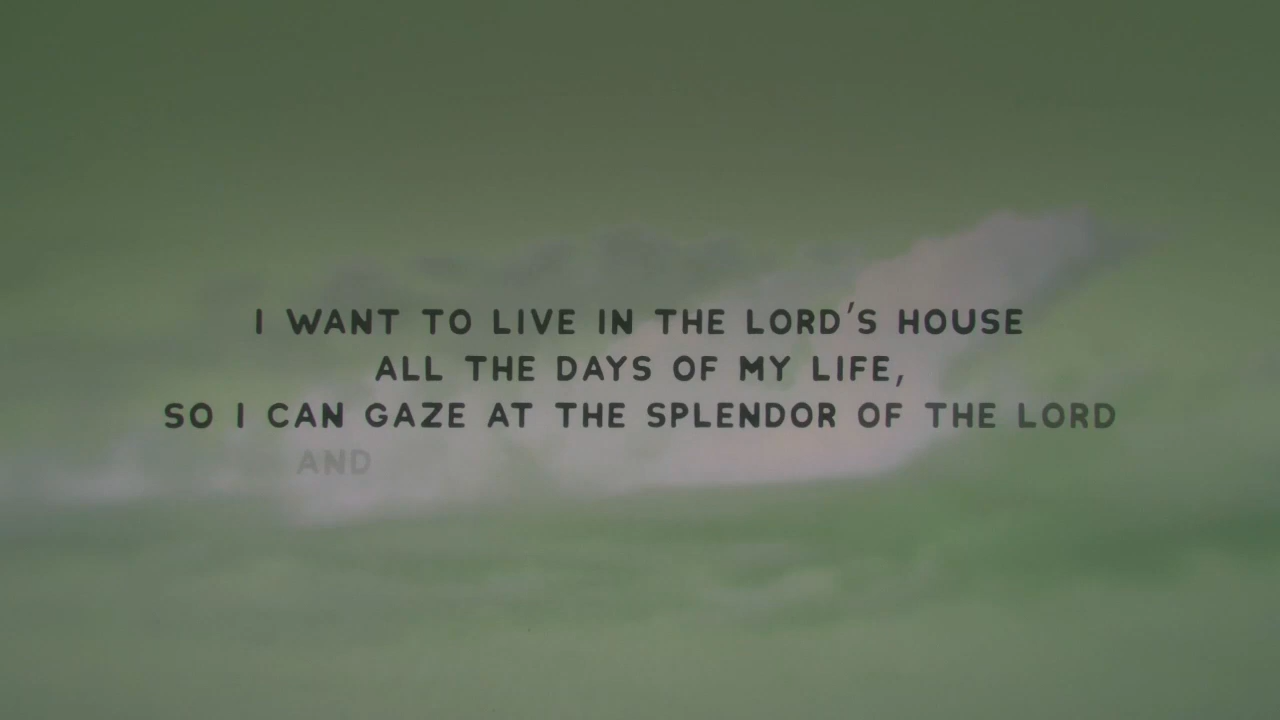 I WANT TO LIVE IN THE LORD'S HOUSE
ALL THE DAYS OF MY LIFE,
SO I CAN GAZE AT THE SPLENDOR OF THE LORD
AND